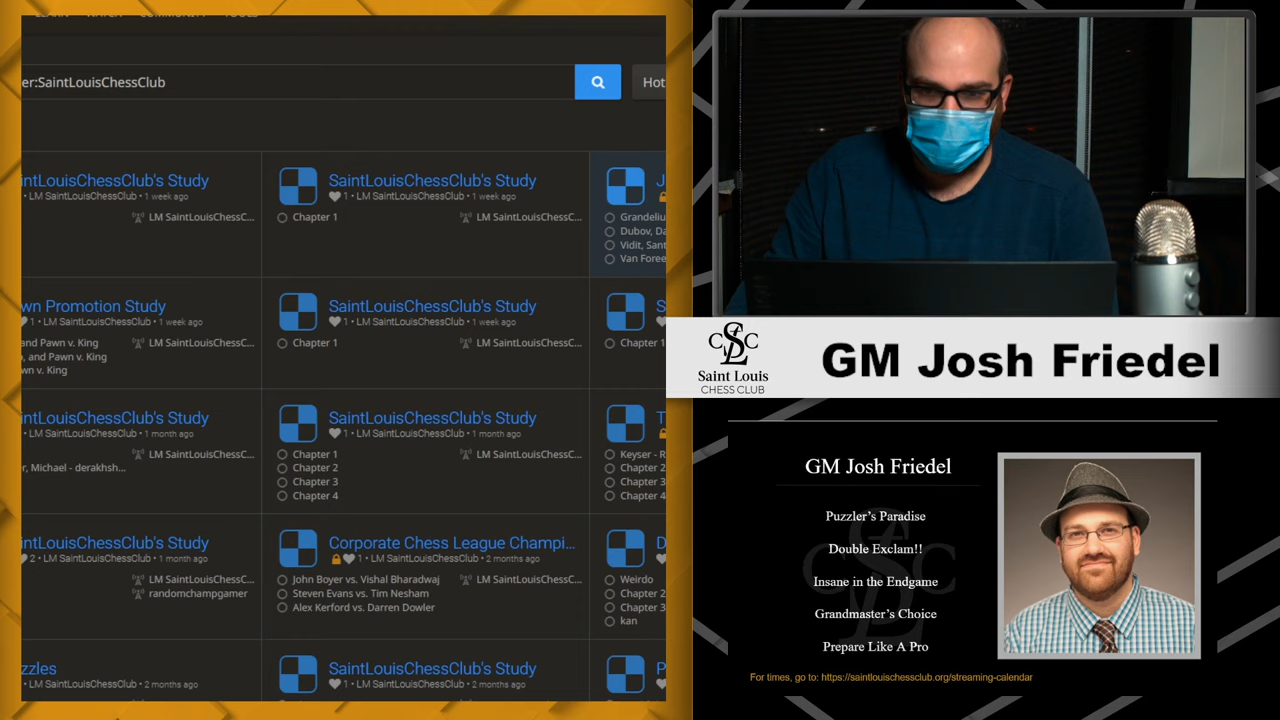 LEARN WATCH COMMUNITY TOOLS
er:SaintLouisChessClub
Hot
intLouisChessClub's Study
LM SaintLouisChessClub • 1 week ago
LM SaintLouisChessC...
SaintLouisChessClub's Study
1 • LM SaintLouisChessClub • 1 week ago
Chapter 1
LM SaintLouisChessC...
J
Grandeliu
Dubov, Da
Vidit, Sant
Van Foree
wn Promotion Study
1 • LM SaintLouisChessClub • 1 week ago
and Pawn v. King
LM SaintLouisChessC...
, and Pawn v. King
wn v. King
SaintLouisChessClub's Study
1 • LM SaintLouisChessClub • 1 week ago
Chapter 1
LM SaintLouisChessC...
S
Chapter 1
intLouisChessClub's Study
LM SaintLouisChessClub • 1 month ago
LM SaintLouisChessC...
r, Michael - derakhsh...
SaintLouisChessClub's Study
1 • LM SaintLouisChessClub • 1 month ago
Chapter 1
LM SaintLouisChessC...
Chapter 2
Chapter 3
Chapter 4
T
Keyser - R
Chapter 2
Chapter 3
Chapter 4
intLouisChessClub's Study
2 • LM SaintLouisChessClub • 1 month ago
LM SaintLouisChessC...
randomchampgamer
Corporate Chess League Champi...
1 • LM SaintLouisChessClub • 2 months ago
John Boyer vs. Vishal Bharadwaj
LM SaintLouisChessC...
Steven Evans vs. Tim Nesham
Alex Kerford vs. Darren Dowler
D
Weirdo
Chapter 2
Chapter 3
kan
zzles
LM SaintLouisChessClub • 2 months ago
SaintLouisChessClub's Study
1 • LM SaintLouisChessClub • 2 months ago
P
Saint Louis
CHESS CLUB
GM Josh Friedel
GM Josh Friedel
Puzzler's Paradise
Double Exclam!!
Insane in the Endgame
Grandmaster's Choice
Prepare Like A Pro
For times, go to: https://saintlouischessclub.org/streaming-calendar